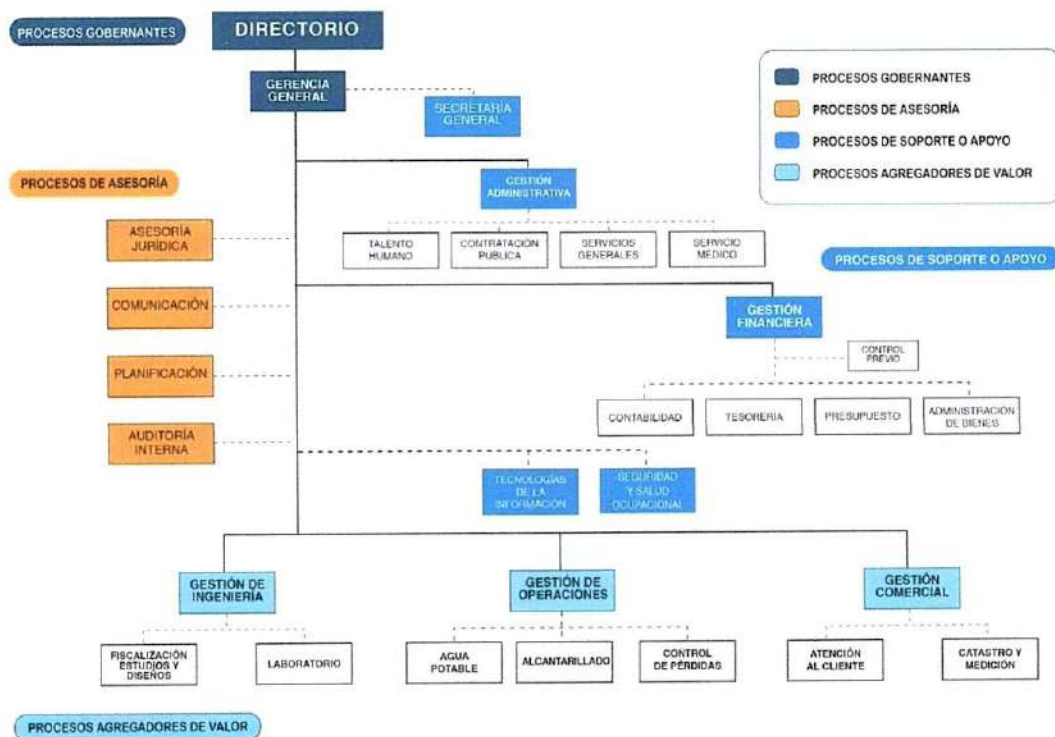 PROCESOS GOBERNANTES
DIRECTORIO
GERENCIA
GENERAL
SECRETARÍA
GENERAL
PROCESOS GOBERNANTES
PROCESOS DE ASESORÍA
PROCESOS DE SOPORTE O APOYO
PROCESOS AGREGADORES DE VALOR
PROCESOS DE ASESORÍA
GESTIÓN
ADMINISTRATIVA
ASESORÍA
JURÍDICA
TALENTO
HUMANO
CONTRATACIÓN
PUBLICA
SERVICIOS
GENERALES
SERVICIO
MEDICO
PROCESOS DE SOPORTE O APOYO
COMUNICACIÓN
GESTIÓN
FINANCIERA
CONTROL
PREVIO
PLANIFICACIÓN
CONTABILIDAD
TESORERÍA
PRESUPUESTO
ADMINISTRACIÓN
DE BIENES
AUDITORÍA
INTERNA
TECNOLOGÍAS
DE LA
INFORMACIÓN
SEGURIDAD
Y SALUD
OCUPACIONAL
GESTIÓN DE
INGENIERÍA
GESTIÓN DE
OPERACIONES
GESTIÓN
COMERCIAL
FISCALIZACIÓN
ESTUDIOS Y
DISEÑOS
LABORATORIO
AGUA
POTABLE
ALCANTARILLADO
CONTROL
DE PÉRDIDAS
ATENCIÓN
AL CLIENTE
CATASTRO Y
MEDICIÓN
PROCESOS AGREGADORES DE VALOR